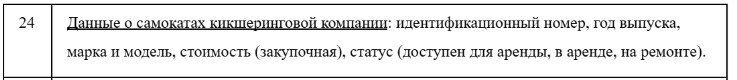 24
Данные о самокатах кикшеринговой компании: идентификационный номер, год выпуска,
марка и модель, стоимость (закупочная), статус (доступен для аренды, в аренде, на ремонте).